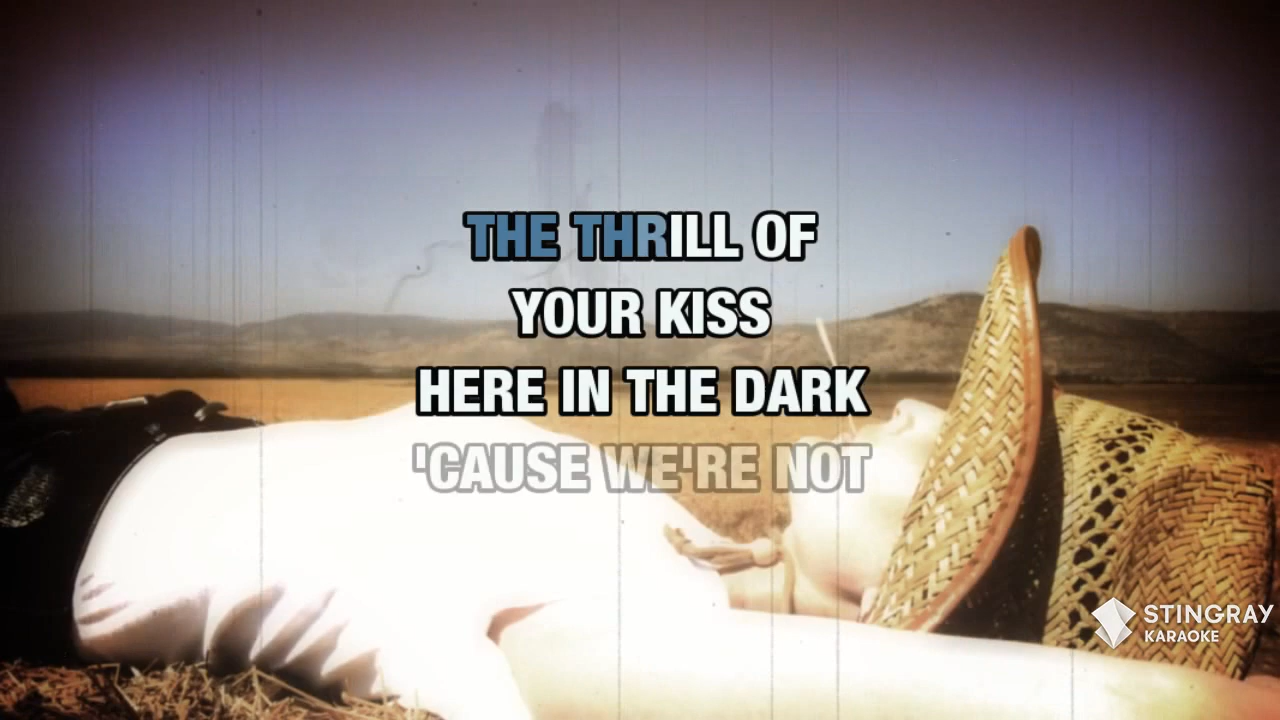 THE THRILL OF
YOUR KISS
HERE IN THE DARK
'CAUSE WE'RE NOT
STINGRAY
KARAOKE